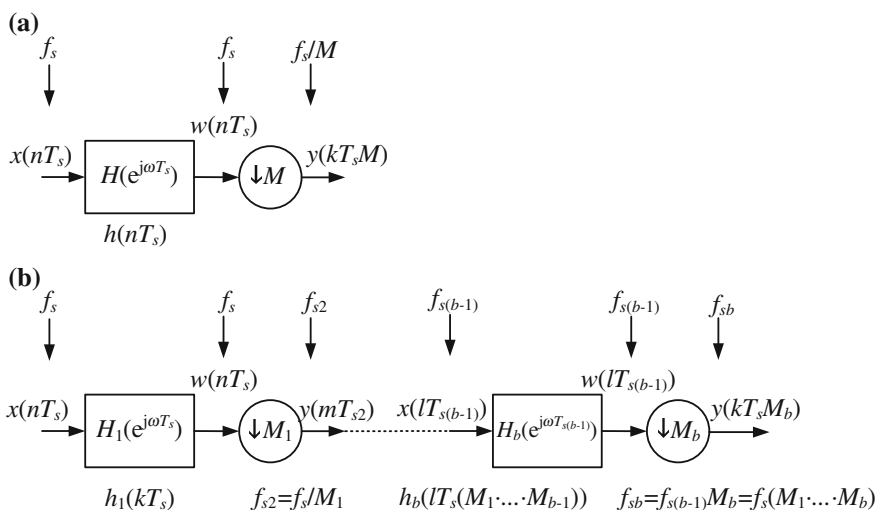 (a)
f_s f_s f_s/M
w(nT_s)
x(nT_s) H(e^{jωT_s}) ↓M y(kT_sM)
h(nT_s)
(b)
f_s f_s f_{s2} f_{s(b-1)} f_{s(b-1)} f_{sb}
w(nT_s) w(lT_{s(b-1)})
x(nT_s) H_1(e^{jωT_s}) ↓M_1 y(mT_{s2}) x(lT_{s(b-1)}) H_b(e^{jωT_{s(b-1)}}) ↓M_b y(kT_sM_b)
h_1(kT_s) f_{s2}=f_s/M_1 h_b(lT_s(M_1·...·M_{b-1})) f_{sb}=f_{s(b-1)}M_b=f_s(M_1·...·M_b)